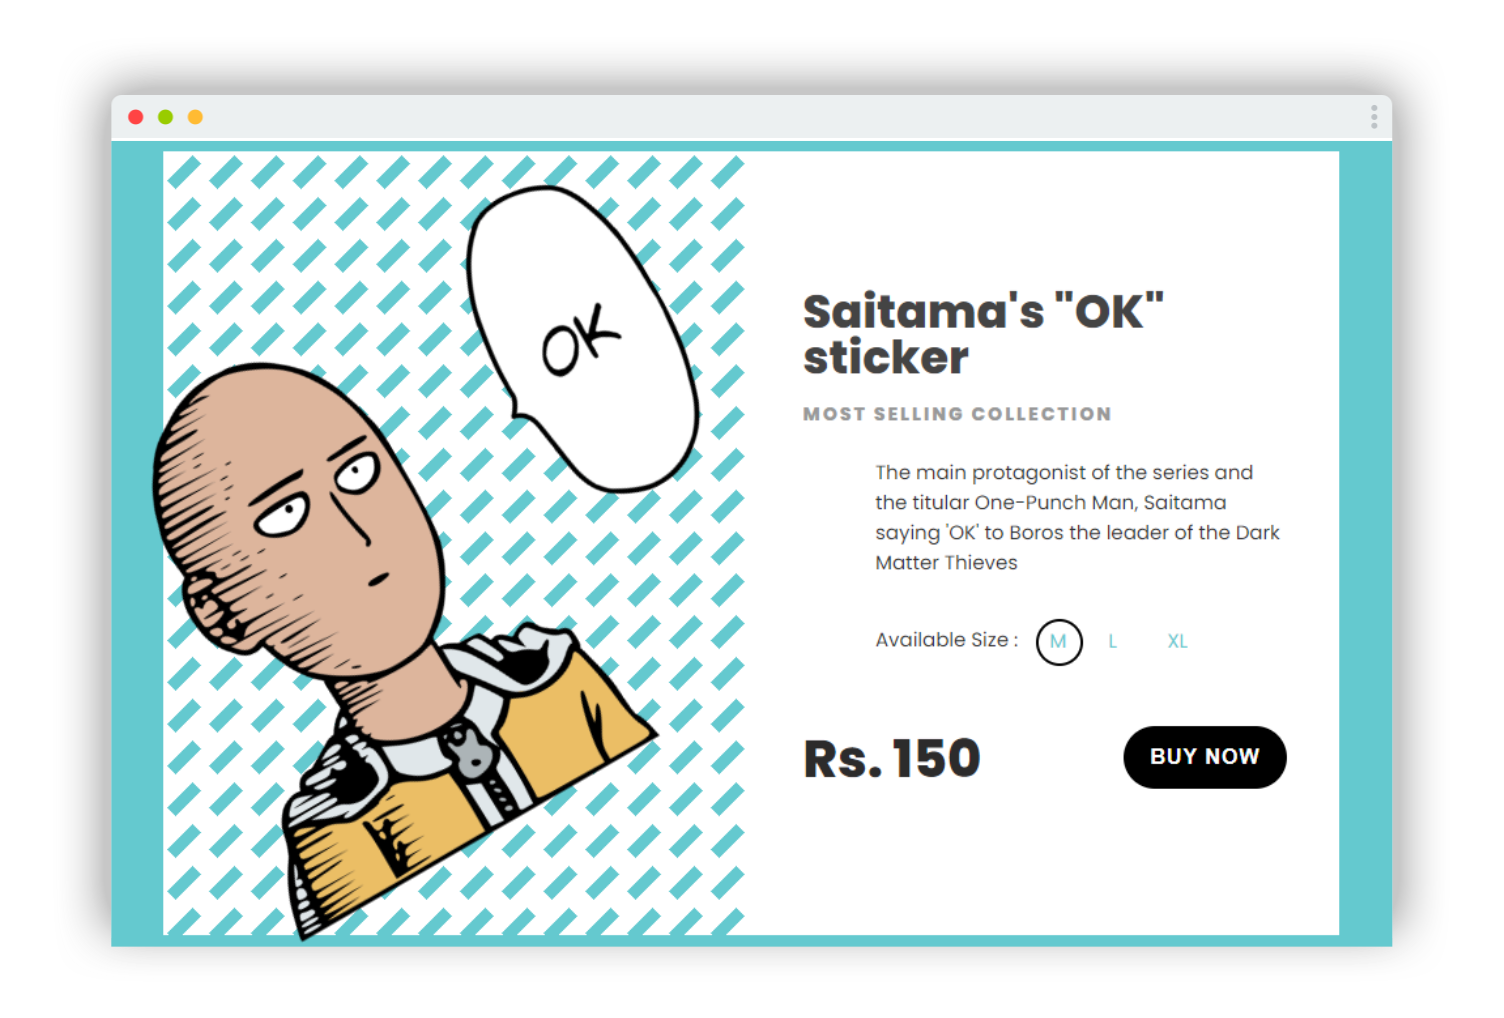 OK
Saitama's "OK"
sticker
MOST SELLING COLLECTION
The main protagonist of the series and
the titular One-Punch Man, Saitama
saying 'OK' to Boros the leader of the Dark
Matter Thieves
Available Size : M L XL
Rs. 150 BUY NOW